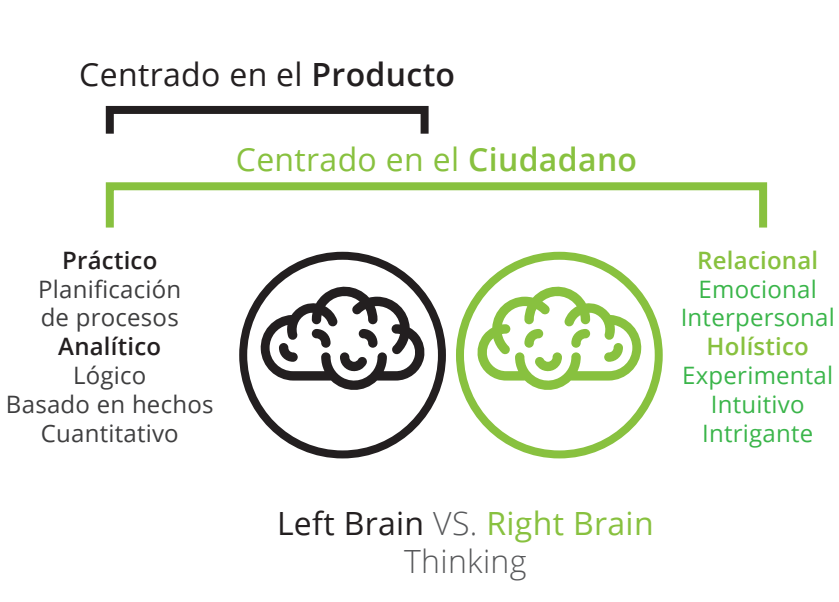 Centrado en el Producto
Centrado en el Ciudadano
Práctico
Planificación
de procesos
Analítico
Lógico
Basado en hechos
Cuantitativo
Relacional
Emocional
Interpersonal
Holístico
Experimental
Intuitivo
Intrigante
Left Brain VS. Right Brain
Thinking